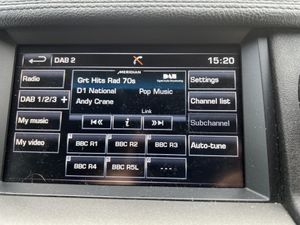 DAB 2
15:20
Radio
MERIDIAN
DAB
Grt Hits Rad 70s
D1 National
Pop Music
Andy Crane
Link
Settings
DAB 1/2/3 +
Channel list
My music
i
Subchannel
My video
BBC R1
BBC R2
BBC R3
Auto-tune
BBC R4
BBC R5L
---